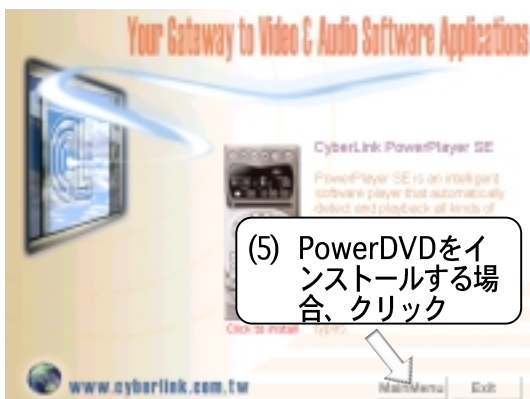 Your Gateway to Video & Audio Software Applications
CyberLink PowerPlayer SE
PowerPlayer SE is an intelligent
software player that automatically
detect and playback all kinds of
(5) PowerDVDをイ
ンストールする場
合、クリック
Click to install
types.
www.cyberlink.com.tw
MainMenu
Exit